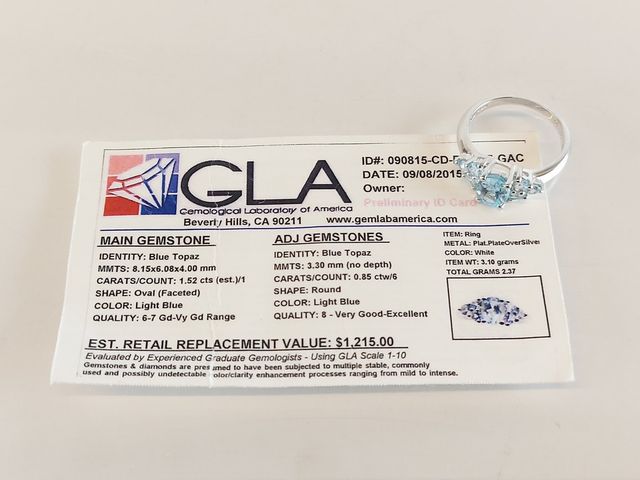 GLA
Gemological Laboratory of America
Beverly Hills, CA 90211 www.gemlabamerica.com
ID#: 090815-CD- GAC
DATE: 09/08/2015
Owner:
Preliminary ID Card
MAIN GEMSTONE
IDENTITY: Blue Topaz
MMTS: 8.15x6.08x4.00 mm
CARATS/COUNT: 1.52 cts (est.)/1
SHAPE: Oval (Faceted)
COLOR: Light Blue
QUALITY: 6-7 Gd-Vy Gd Range
ADJ GEMSTONES
IDENTITY: Blue Topaz
MMTS: 3.30 mm (no depth)
CARATS/COUNT: 0.85 ctw/6
SHAPE: Round
COLOR: Light Blue
QUALITY: 8 - Very Good-Excellent
ITEM: Ring
METAL: Plat.PlateOverSilver
COLOR: White
ITEM WT: 3.10 grams
TOTAL GRAMS 2.37
EST. RETAIL REPLACEMENT VALUE: $1,215.00
Evaluated by Experienced Graduate Gemologists - Using GLA Scale 1-10
Gemstones & diamonds are presumed to have been subjected to multiple stable, commonly
used and possibly undetectable color/clarity enhancement processes ranging from mild to intense.